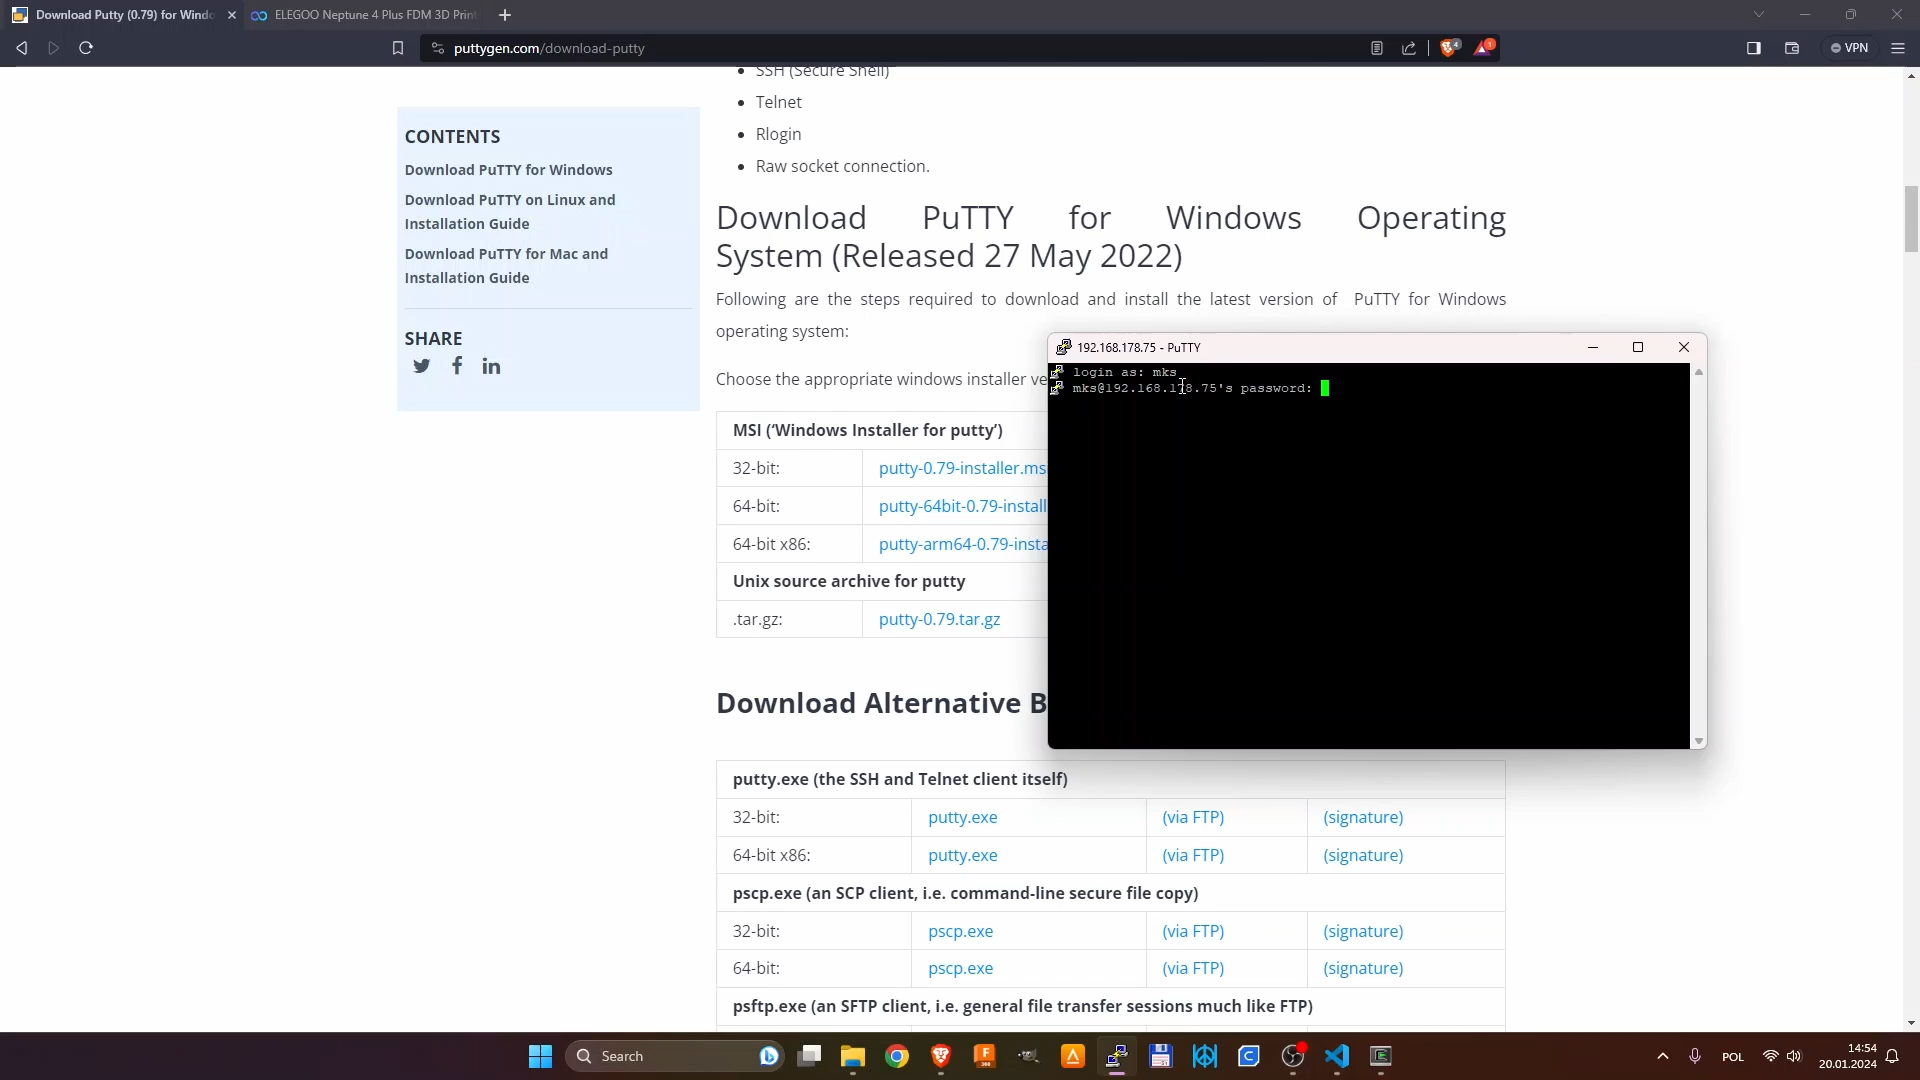 Download Putty (0.79) for Windo
ELEGOO Neptune 4 Plus FDM 3D Print
puttygen.com/download-putty
4
1
VPN
SSH (Secure Shell)
Telnet
Rlogin
Raw socket connection.
CONTENTS
Download PuTTY for Windows
Download PuTTY on Linux and
Installation Guide
Download PuTTY for Mac and
Installation Guide
SHARE
Download PuTTY for Windows Operating
System (Released 27 May 2022)
Following are the steps required to download and install the latest version of PuTTY for Windows
operating system:
Choose the appropriate windows installer ve
MSI (‘Windows Installer for putty’)
32-bit: putty-0.79-installer.ms
64-bit: putty-64bit-0.79-install
64-bit x86: putty-arm64-0.79-insta
Unix source archive for putty
.tar.gz: putty-0.79.tar.gz
192.168.178.75 - PuTTY
login as: mks
mks@192.168.178.75's password:
Download Alternative B
putty.exe (the SSH and Telnet client itself)
32-bit: putty.exe (via FTP) (signature)
64-bit x86: putty.exe (via FTP) (signature)
pscp.exe (an SCP client, i.e. command-line secure file copy)
32-bit: pscp.exe (via FTP) (signature)
64-bit: pscp.exe (via FTP) (signature)
psftp.exe (an SFTP client, i.e. general file transfer sessions much like FTP)
Search
POL
14:54
20.01.2024